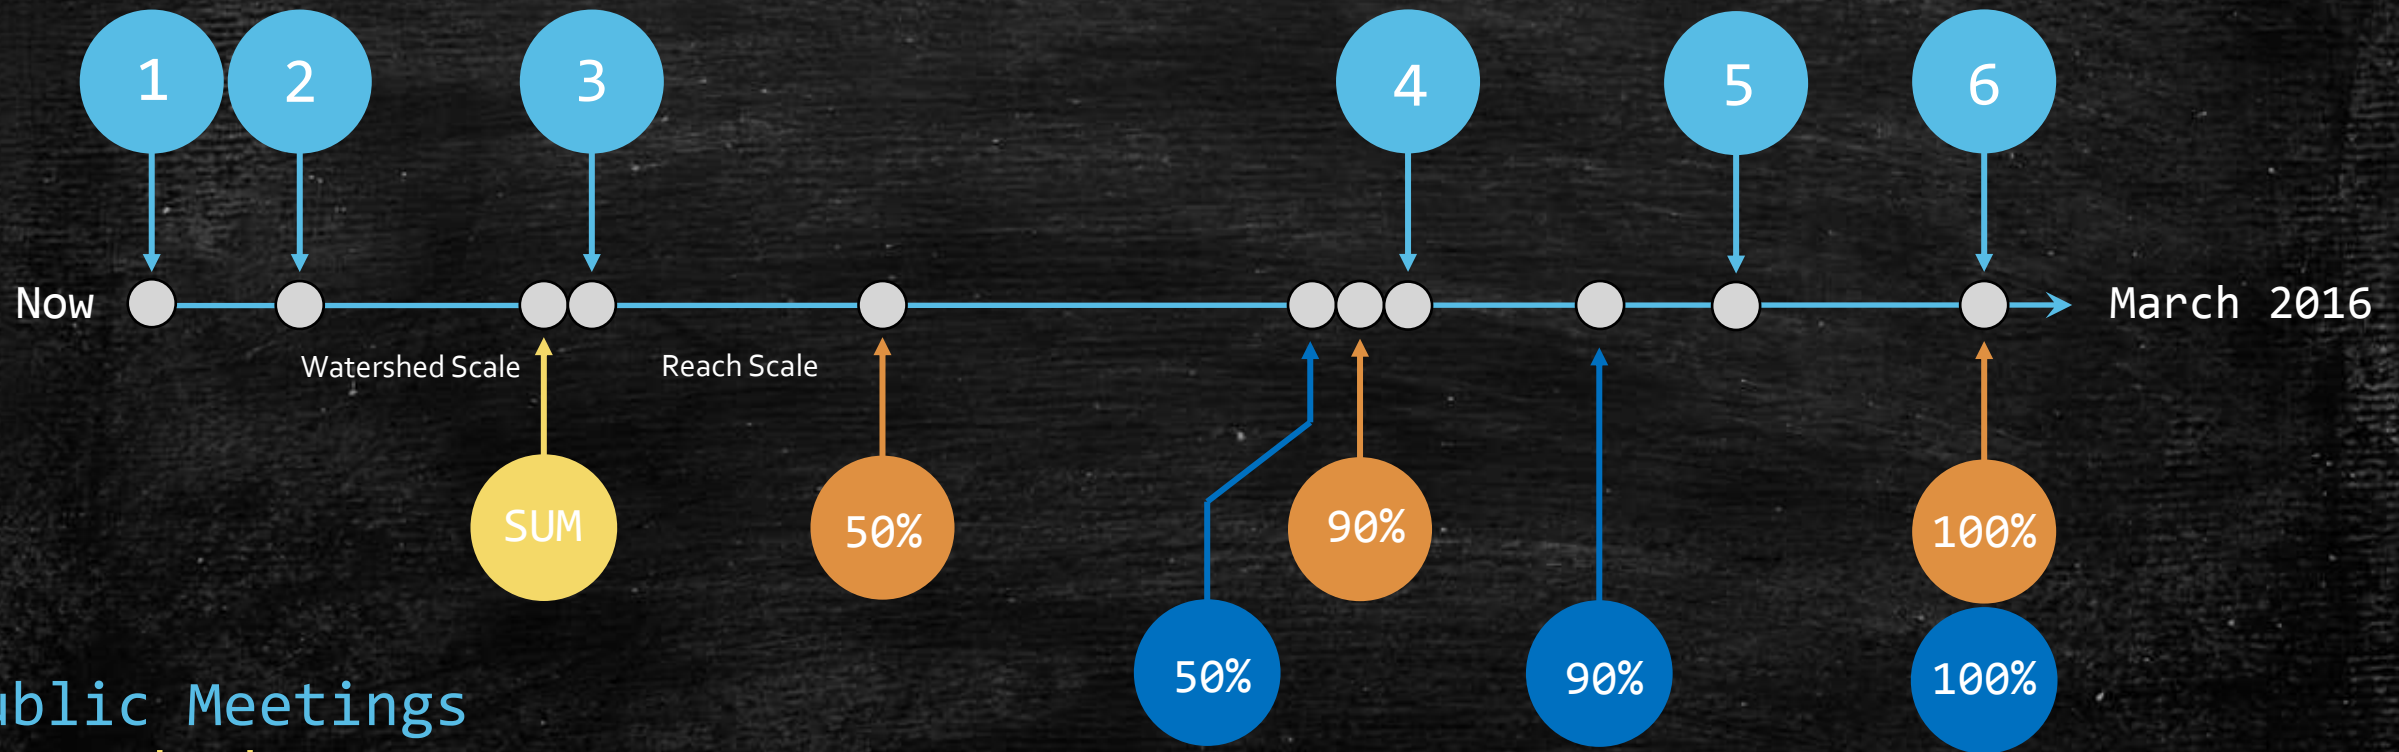 1 2 3 4 5 6
Now March 2016
Watershed Scale Reach Scale
SUM 50% 90% 100%
50% 90% 100%
ublic Meetings